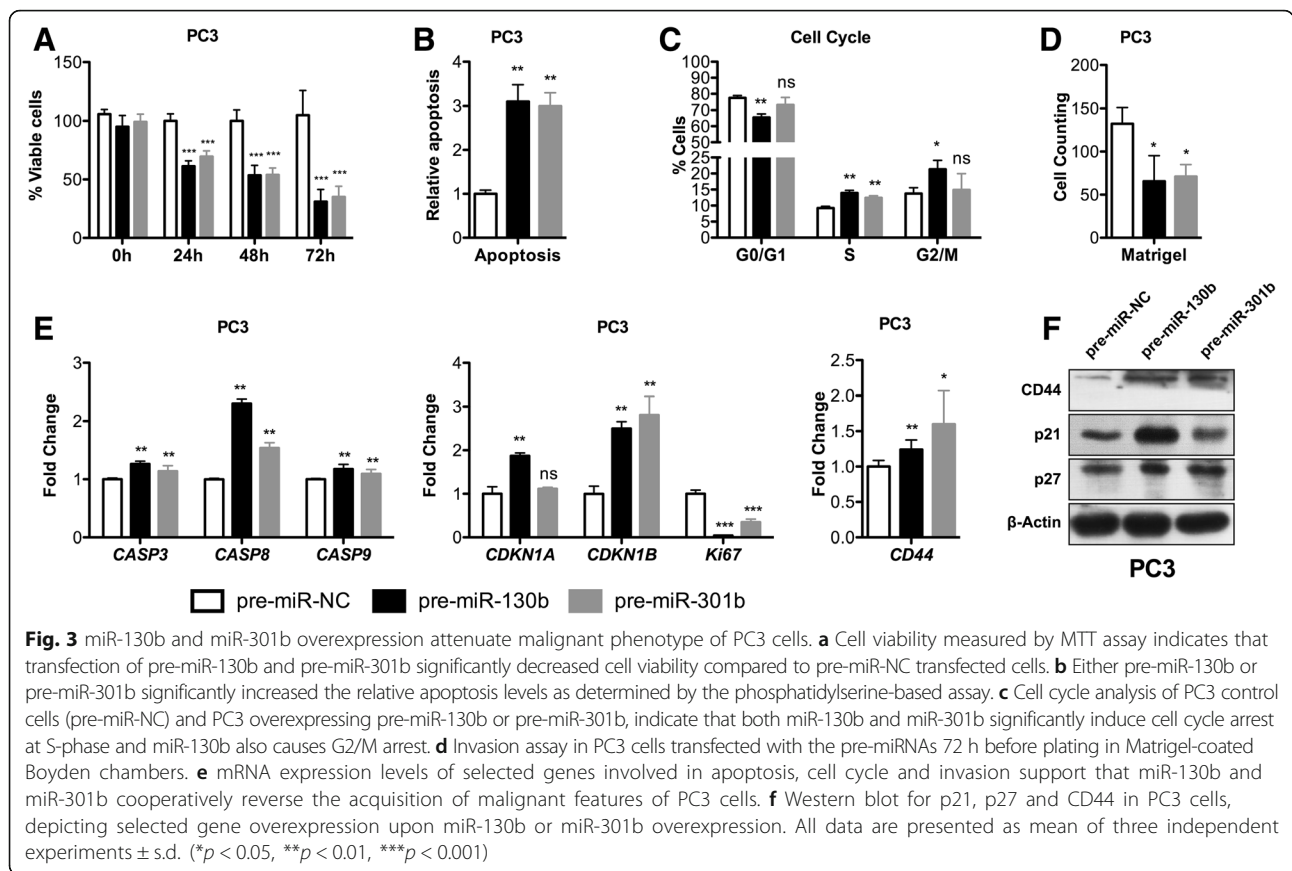 A
PC3
% Viable cells
150
100
50
0
*** ***
*** ***
*** ***
0h 24h 48h 72h
B
PC3
Relative apoptosis
4
3
2
1
0
** **
Apoptosis
C
Cell Cycle
% Cells
90
80
70
60
25
20
15
10
5
0
** ns
** **
* ns
G0/G1 S G2/M
D
PC3
Cell Counting
200
150
100
50
0
* *
Matrigel
E
PC3
Fold Change
3
2
1
0
** **
** **
** **
CASP3 CASP8 CASP9
PC3
Fold Change
4
3
2
1
0
** ns
** **
*** ***
CDKN1A CDKN1B Ki67
PC3
Fold Change
2.5
2.0
1.5
1.0
0.5
0.0
** *
CD44
pre-miR-NC pre-miR-130b pre-miR-301b
F
pre-miR-NC
pre-miR-130b
pre-miR-301b
CD44
p21
p27
β-Actin
PC3
Fig. 3 miR-130b and miR-301b overexpression attenuate malignant phenotype of PC3 cells. a Cell viability measured by MTT assay indicates that
transfection of pre-miR-130b and pre-miR-301b significantly decreased cell viability compared to pre-miR-NC transfected cells. b Either pre-miR-130b or
pre-miR-301b significantly increased the relative apoptosis levels as determined by the phosphatidylserine-based assay. c Cell cycle analysis of PC3 control
cells (pre-miR-NC) and PC3 overexpressing pre-miR-130b or pre-miR-301b, indicate that both miR-130b and miR-301b significantly induce cell cycle arrest
at S-phase and miR-130b also causes G2/M arrest. d Invasion assay in PC3 cells transfected with the pre-miRNAs 72 h before plating in Matrigel-coated
Boyden chambers. e mRNA expression levels of selected genes involved in apoptosis, cell cycle and invasion support that miR-130b and
miR-301b cooperatively reverse the acquisition of malignant features of PC3 cells. f Western blot for p21, p27 and CD44 in PC3 cells,
depicting selected gene overexpression upon miR-130b or miR-301b overexpression. All data are presented as mean of three independent
experiments ± s.d. (*p < 0.05, **p < 0.01, ***p < 0.001)